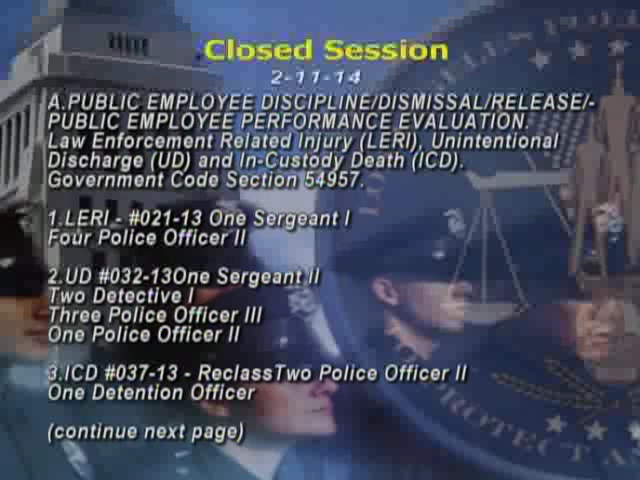 Closed Session
2-11-14
A.PUBLIC EMPLOYEE DISCIPLINE/DISMISSAL/RELEASE/-
PUBLIC EMPLOYEE PERFORMANCE EVALUATION.
Law Enforcement Related Injury (LERI), Unintentional
Discharge (UD) and In-Custody Death (ICD).
Government Code Section 54957.
1.LERI - #021-13 One Sergeant I
Four Police Officer II
2.UD #032-13One Sergeant II
Two Detective I
Three Police Officer III
One Police Officer II
3.ICD #037-13 - ReclassTwo Police Officer II
One Detention Officer
(continue next page)